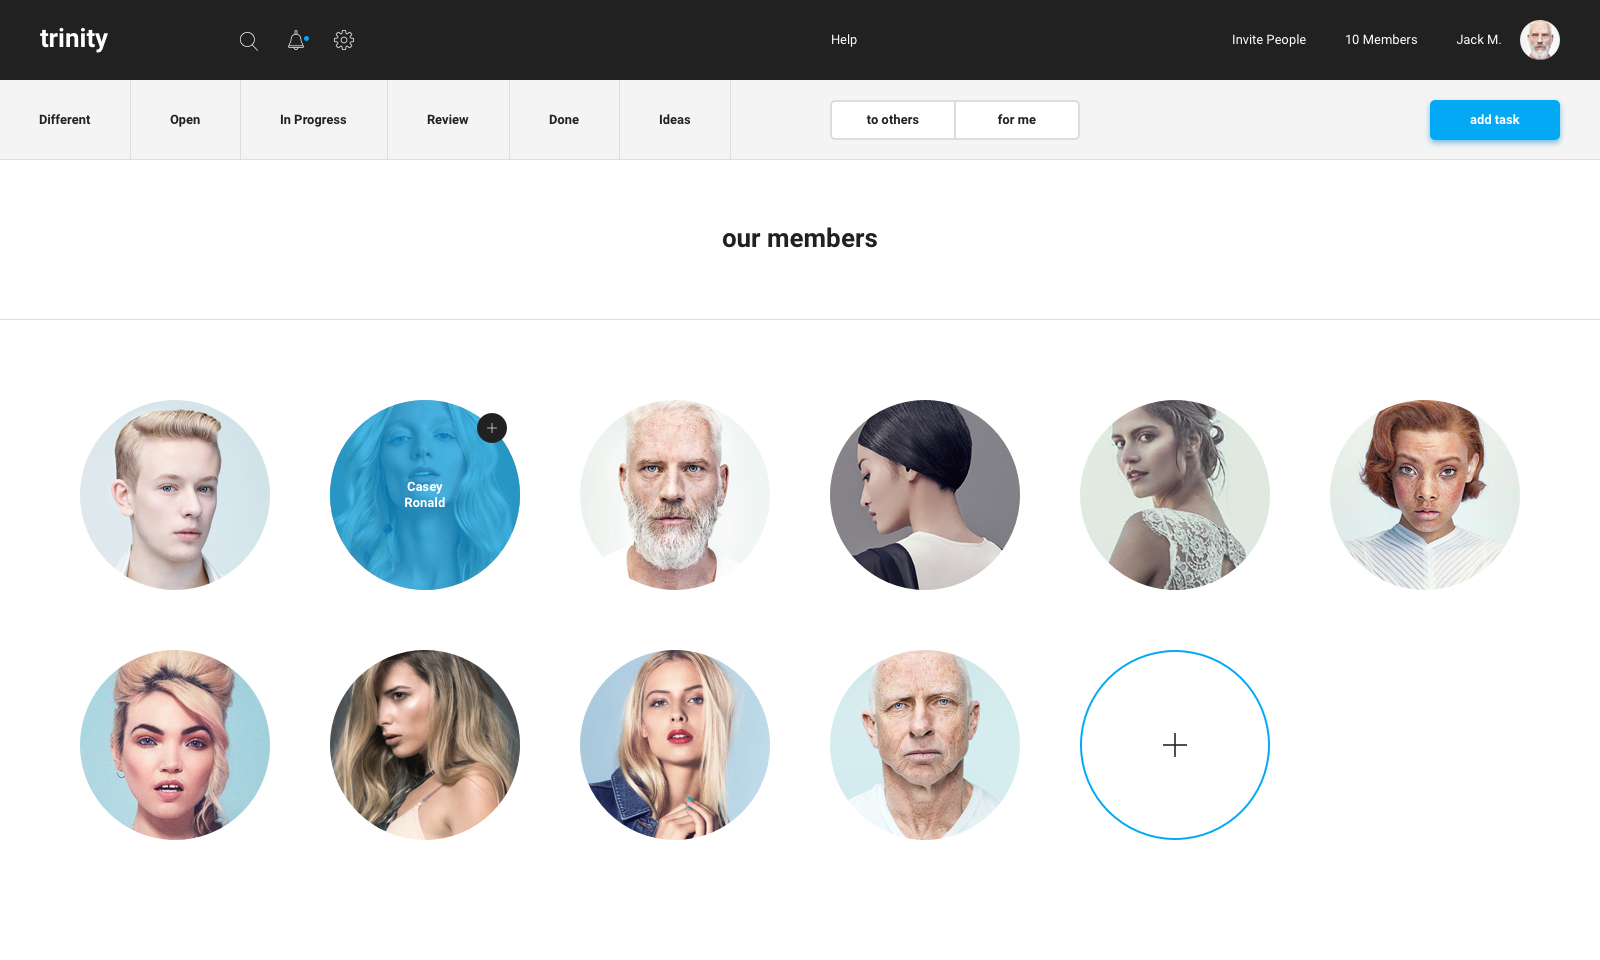 trinity
Help
Invite People
10 Members
Jack M.
Different
Open
In Progress
Review
Done
Ideas
to others
for me
add task
our members
Casey
Ronald